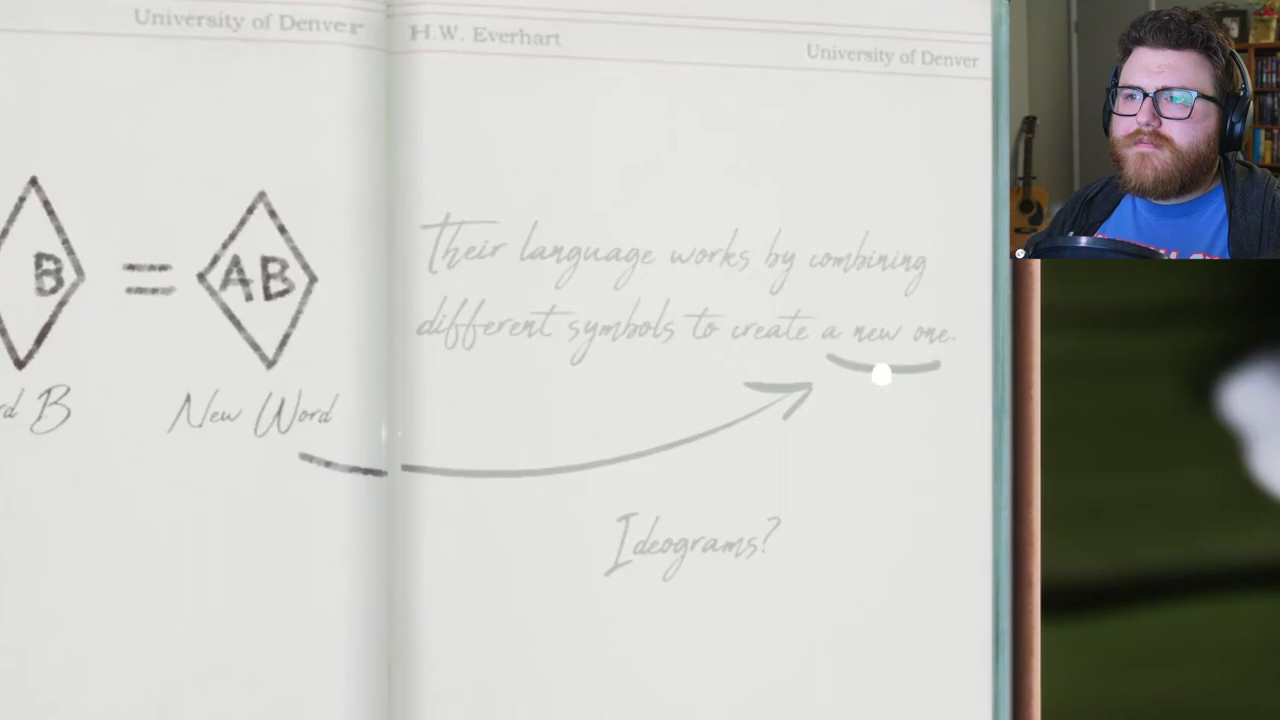 University of Denver
B = AB
B
New Word
H.W. Everhart
University of Denver
Their language works by combining
different symbols to create a new one.
Ideograms?